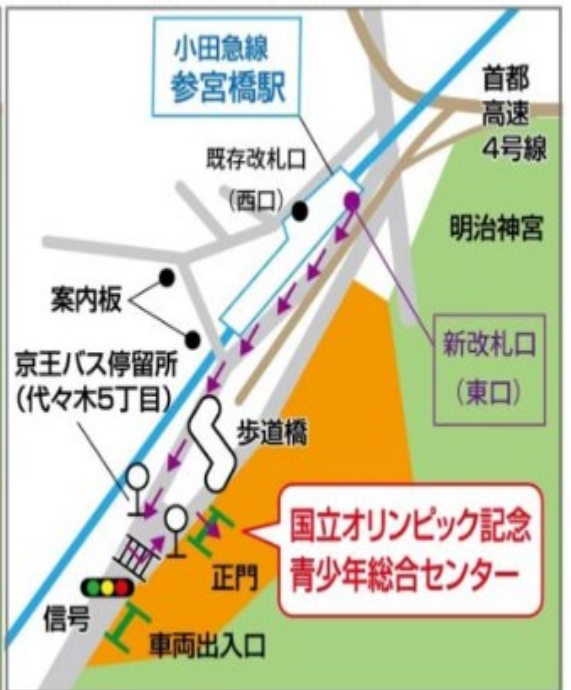 小田急線
参宮橋駅
首都
高速
4号線
既存改札口
（西口）
明治神宮
案内板
新改札口
（東口）
京王バス停留所
（代々木5丁目）
歩道橋
国立オリンピック記念
青少年総合センター
正門
信号
車両出入口